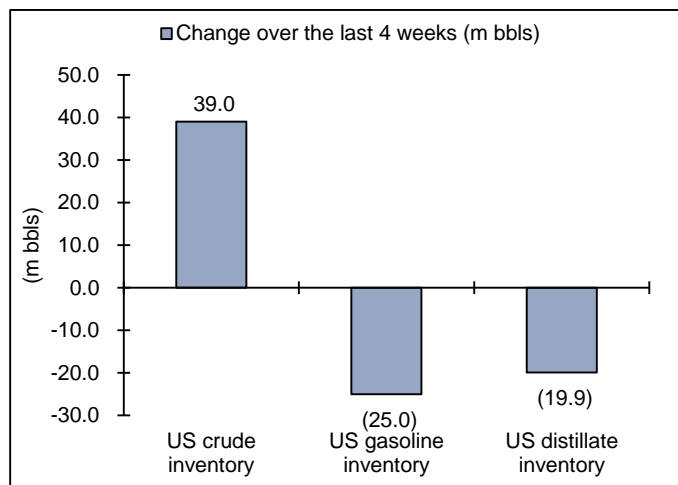 Change over the last 4 weeks (m bbls)
50.0
40.0
30.0
20.0
10.0
0.0
-10.0
-20.0
-30.0
(m bbls)
39.0
(25.0)
(19.9)
US crude
inventory
US gasoline
inventory
US distillate
inventory